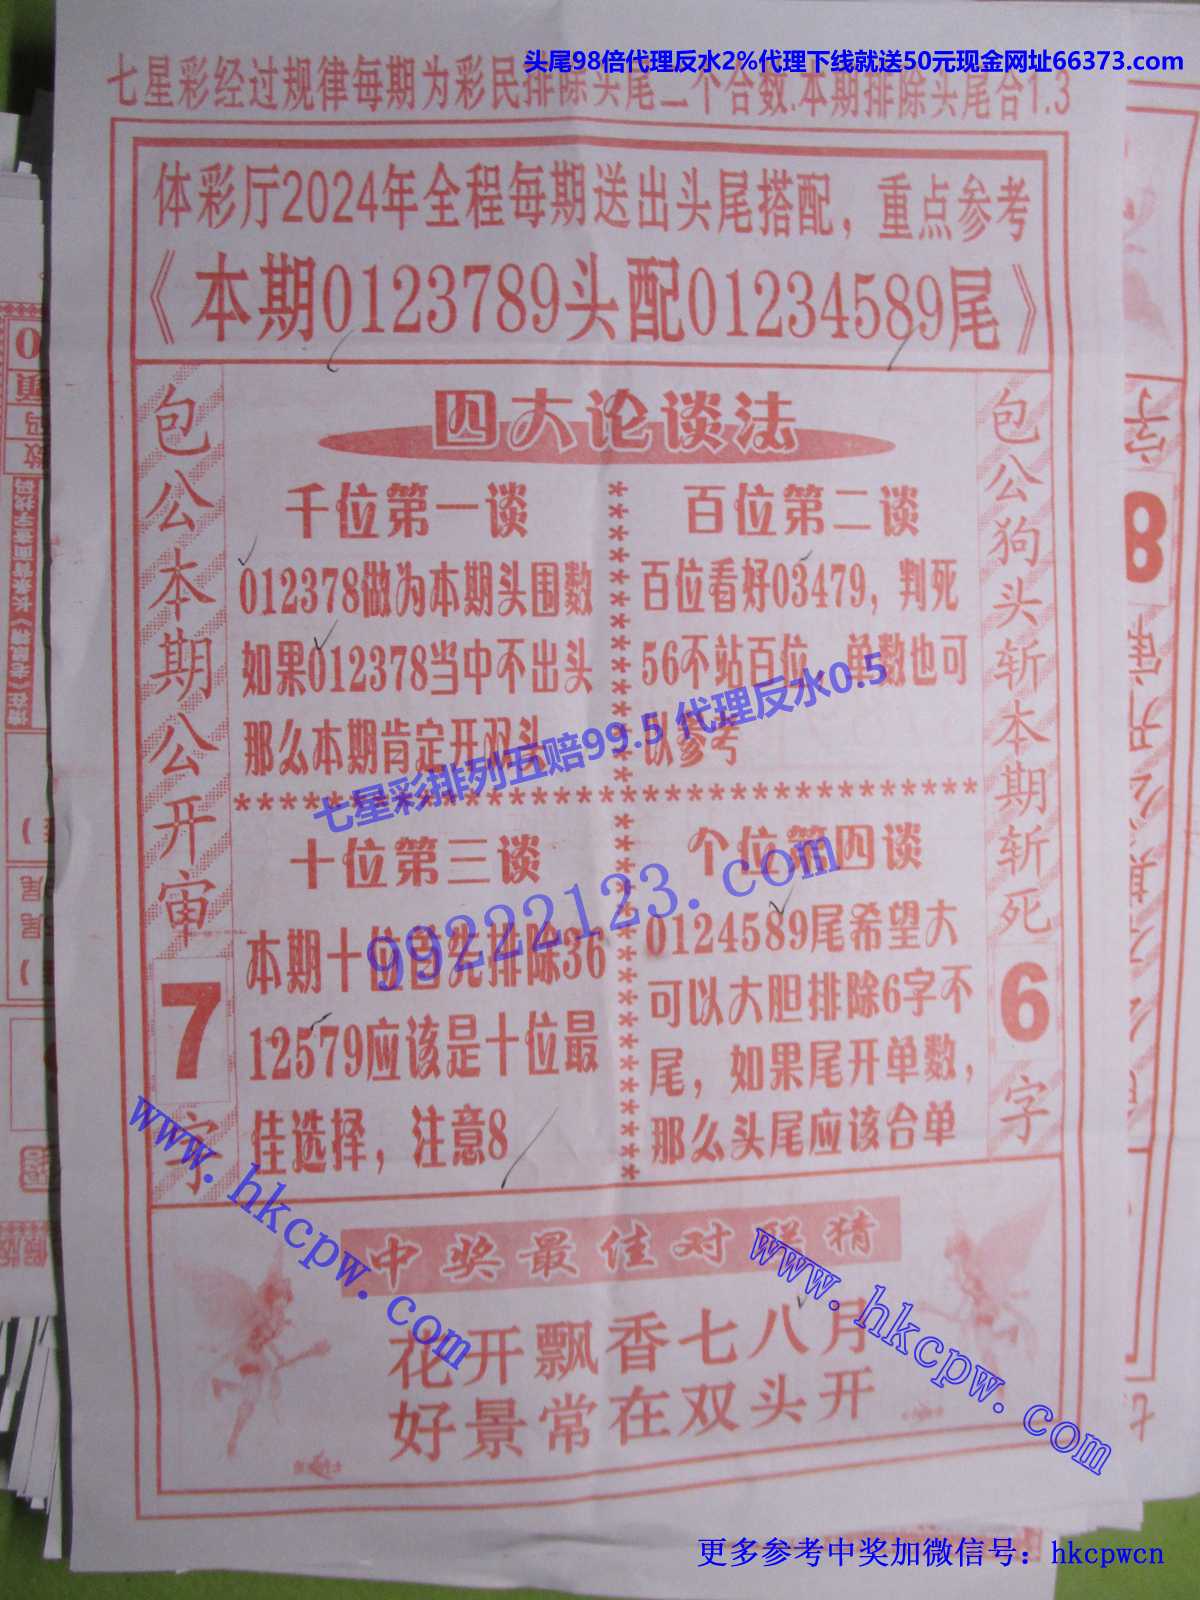 头尾98倍代理反水2%代理下线就送50元现金网址66373.com
七星彩经过规律每期为彩民排除头尾二个合数.本期排除头尾合1.3
体彩厅2024年全程每期送出头尾搭配，重点参考
《本期0123789头配01234589尾》
包公本期公开审7字
四大论谈法
千位第一谈
012378做为本期头围数
如果012378当中不出头
那么本期肯定开双头
百位第二谈
百位看好03479，判死
56不站百位，单数也可
以参考
十位第三谈
本期十位首先排除36
12579应该是十位最
佳选择，注意8
个位第四谈
0124589尾希望大
可以大胆排除6字不
尾，如果尾开单数，
那么头尾应该合单
包公狗头斩本期斩死6字
七星彩排列五赔99.5 代理反水0.5
99222123.com
中奖最佳对联猜
花开飘香七八月
好景常在双头开
www.hkcpw.com
www.hkcpw.com
更多参考中奖加微信号：hkcpwcn
8
字